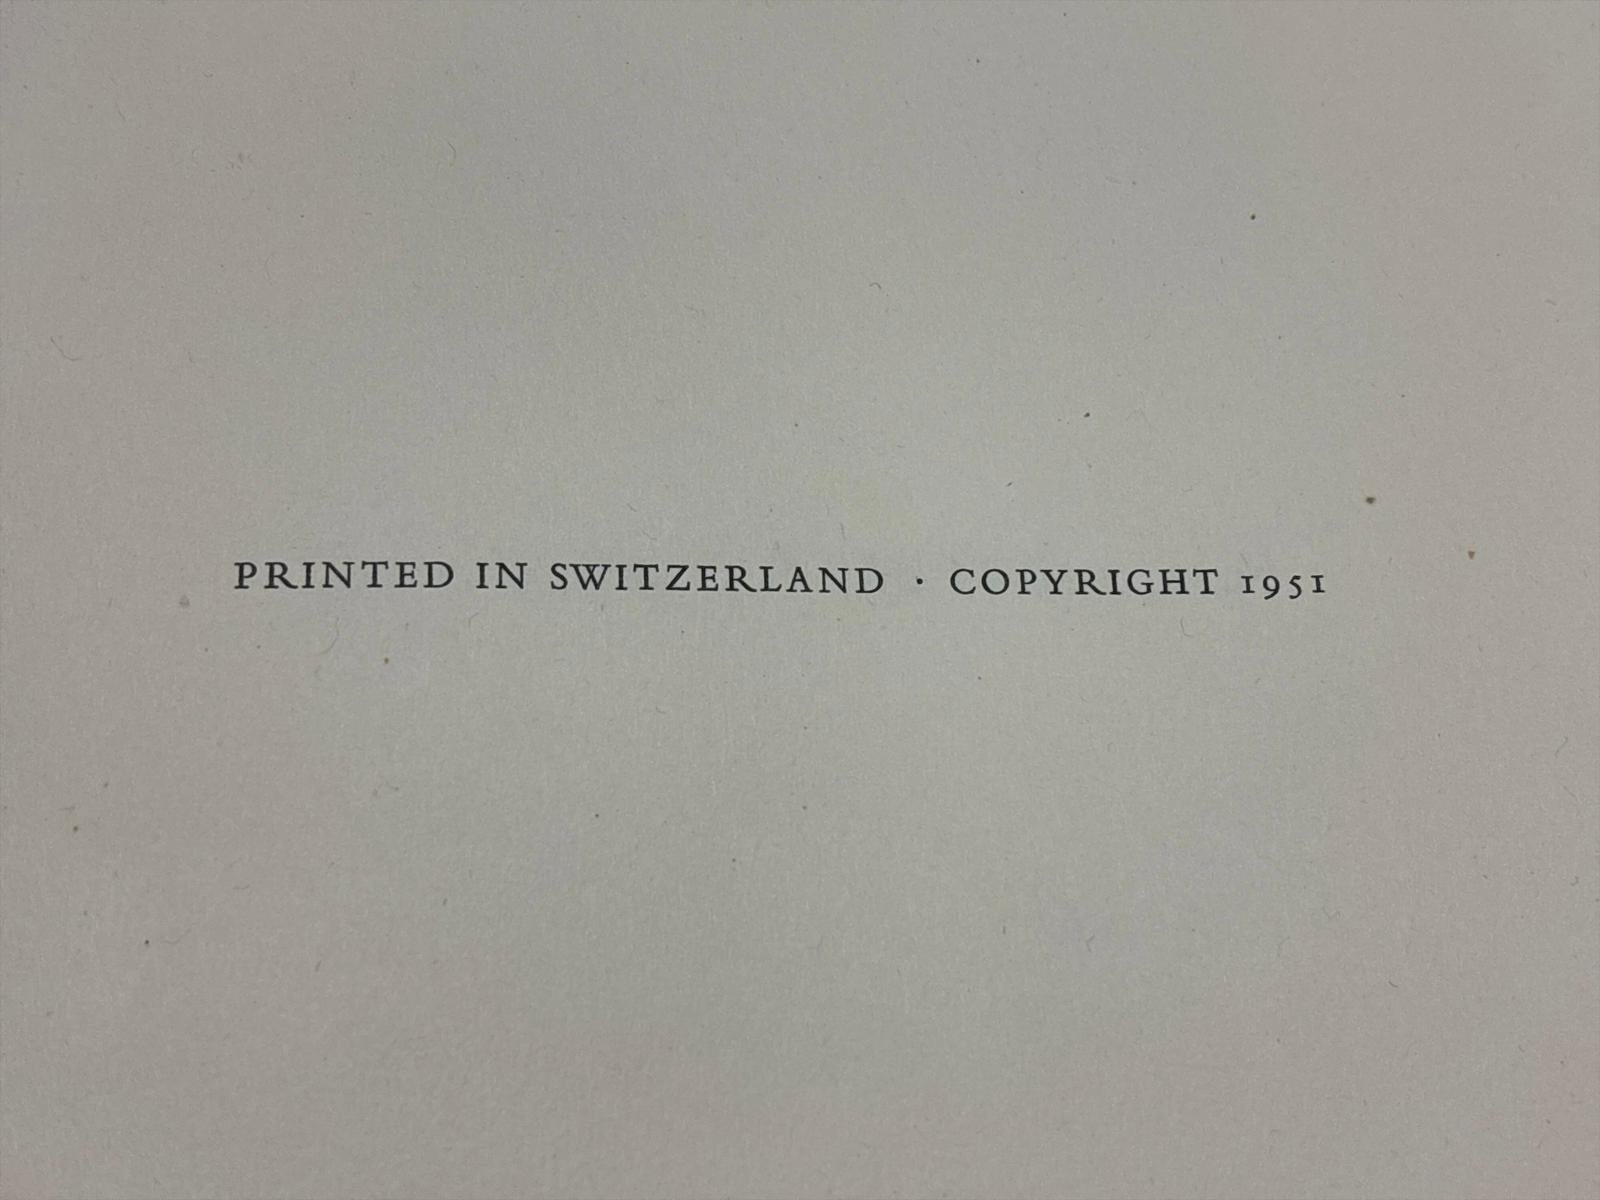 PRINTED IN SWITZERLAND · COPYRIGHT 1951